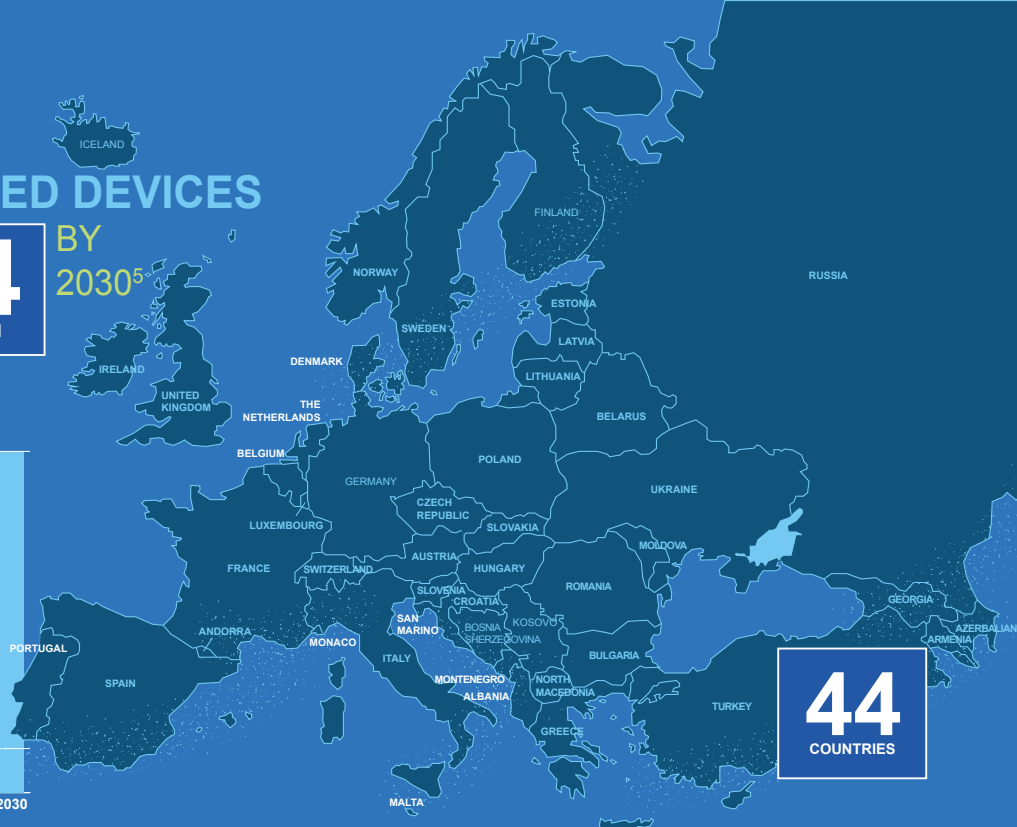 ICELAND
ED DEVICES
BY
2030⁵
4
FINLAND
NORWAY
RUSSIA
ESTONIA
SWEDEN
LATVIA
DENMARK
IRELAND
LITHUANIA
UNITED
KINGDOM
THE
NETHERLANDS
BELARUS
BELGIUM
POLAND
GERMANY
UKRAINE
CZECH
REPUBLIC
LUXEMBOURG
SLOVAKIA
MOLDOVA
AUSTRIA
FRANCE
SWITZERLAND
HUNGARY
ROMANIA
SLOVENIA
CROATIA
GEORGIA
SAN
MARINO
KOSOVO
BOSNIA
SHERZEGOVINA
AZERBALIAN
ANDORRA
MONACO
ARMENIA
PORTUGAL
ITALY
BULGARIA
SPAIN
MONTENEGRO
NORTH
MACEDONIA
ALBANIA
TURKEY
44
COUNTRIES
GREECE
MALTA
2030